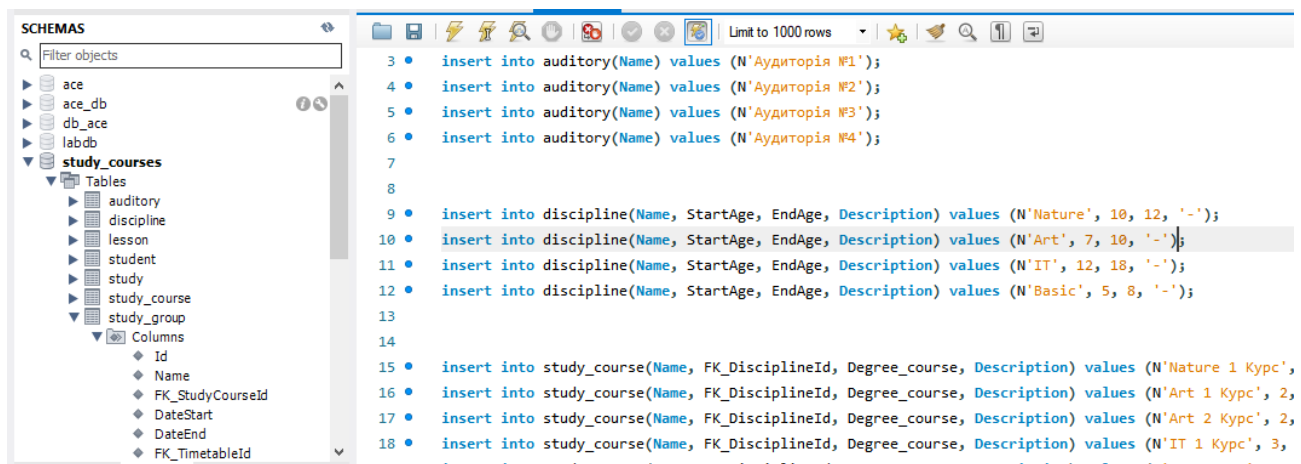 SCHEMAS
Filter objects
ace
ace_db
db_ace
labdb
study_courses
Tables
auditory
discipline
lesson
student
study
study_course
study_group
Columns
Id
Name
FK_StudyCourseId
DateStart
DateEnd
FK_TimetableId
Limit to 1000 rows
3 insert into auditory(Name) values (N'Аудиторія №1');
4 insert into auditory(Name) values (N'Аудиторія №2');
5 insert into auditory(Name) values (N'Аудиторія №3');
6 insert into auditory(Name) values (N'Аудиторія №4');
7
8
9 insert into discipline(Name, StartAge, EndAge, Description) values (N'Nature', 10, 12, '-');
10 insert into discipline(Name, StartAge, EndAge, Description) values (N'Art', 7, 10, '-');
11 insert into discipline(Name, StartAge, EndAge, Description) values (N'IT', 12, 18, '-');
12 insert into discipline(Name, StartAge, EndAge, Description) values (N'Basic', 5, 8, '-');
13
14
15 insert into study_course(Name, FK_DisciplineId, Degree_course, Description) values (N'Nature 1 Курс',
16 insert into study_course(Name, FK_DisciplineId, Degree_course, Description) values (N'Art 1 Курс', 2,
17 insert into study_course(Name, FK_DisciplineId, Degree_course, Description) values (N'Art 2 Курс', 2,
18 insert into study_course(Name, FK_DisciplineId, Degree_course, Description) values (N'IT 1 Курс', 3,